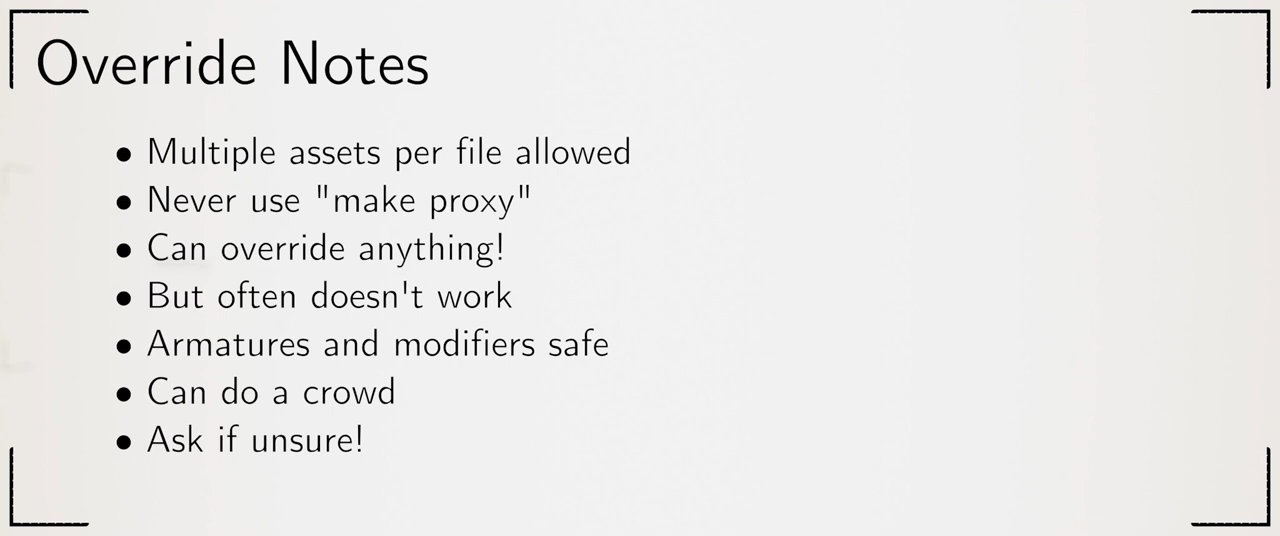 Override Notes
• Multiple assets per file allowed
• Never use "make proxy"
• Can override anything!
• But often doesn't work
• Armatures and modifiers safe
• Can do a crowd
• Ask if unsure!